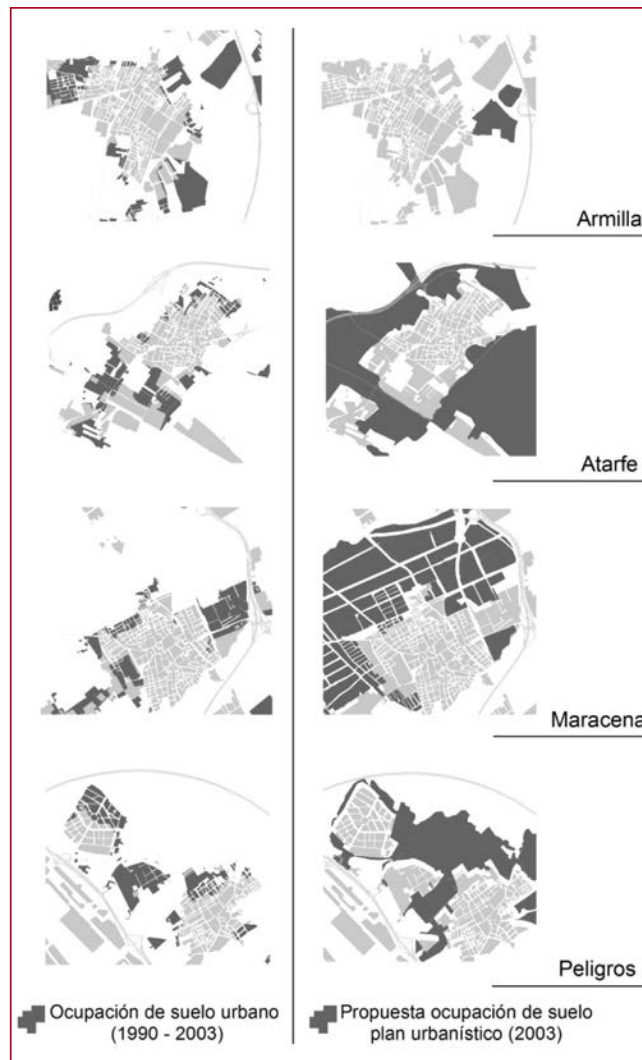 Armilla
Atarfe
Maracena
Peligros
Ocupación de suelo urbano
(1990 - 2003)
Propuesta ocupación de suelo
plan urbanístico (2003)